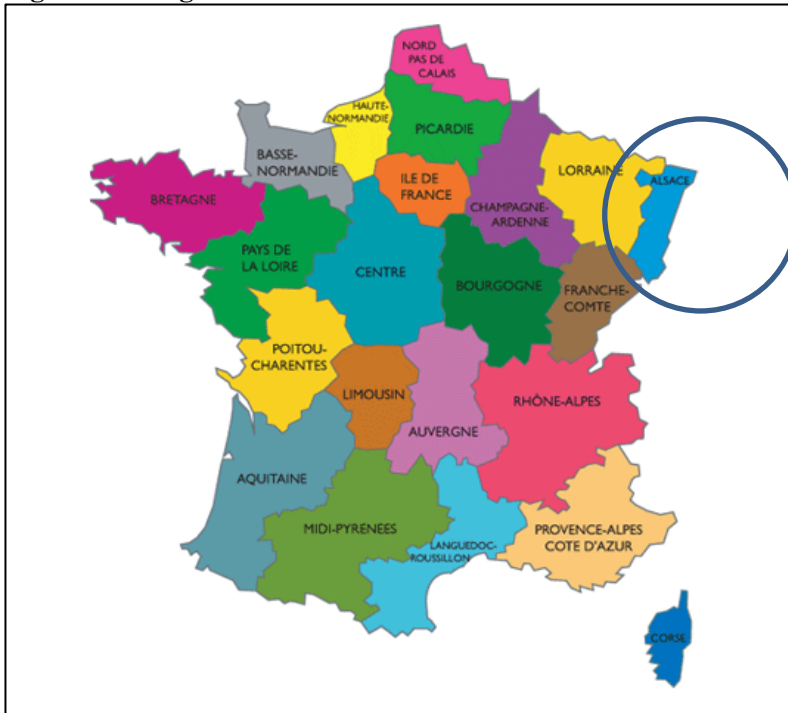 NORD
PAS DE
CALAIS
HAUTE-
NORMANDIE
PICARDIE
BASSE-
NORMANDIE
ILE DE
FRANCE
LORRAINE
ALSACE
CHAMPAGNE-
ARDENNE
BRETAGNE
PAYS DE
LA LOIRE
CENTRE
BOURGOGNE
FRANCHE-
COMTE
POITOU-
CHARENTES
LIMOUSIN
AUVERGNE
RHÔNE-ALPES
AQUITAINE
MIDI-PYRENÉES
LANGUEDOC-
ROUSSILLON
PROVENCE-ALPES
COTE D'AZUR
CORSE